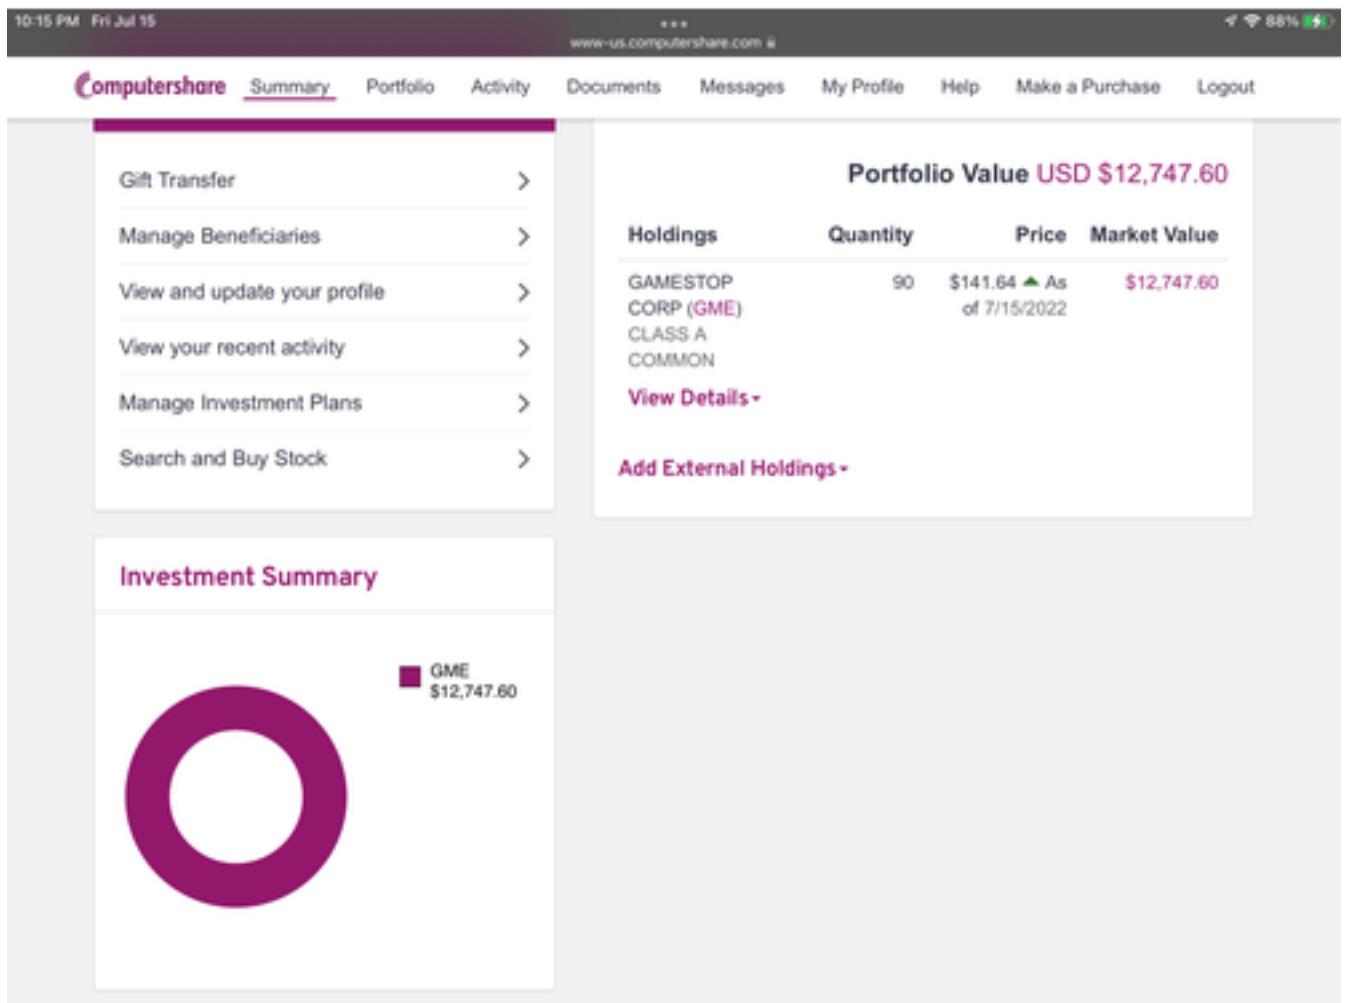 10:15 PM Fri Jul 15
88%
www-us.computershare.com
Computershare Summary Portfolio Activity Documents Messages My Profile Help Make a Purchase Logout
Gift Transfer
Manage Beneficiaries
View and update your profile
View your recent activity
Manage Investment Plans
Search and Buy Stock
Portfolio Value USD $12,747.60
Holdings Quantity Price Market Value
GAMESTOP 90 $141.64 ▲ As $12,747.60
CORP (GME) of 7/15/2022
CLASS A
COMMON
View Details
Add External Holdings
Investment Summary
GME
$12,747.60